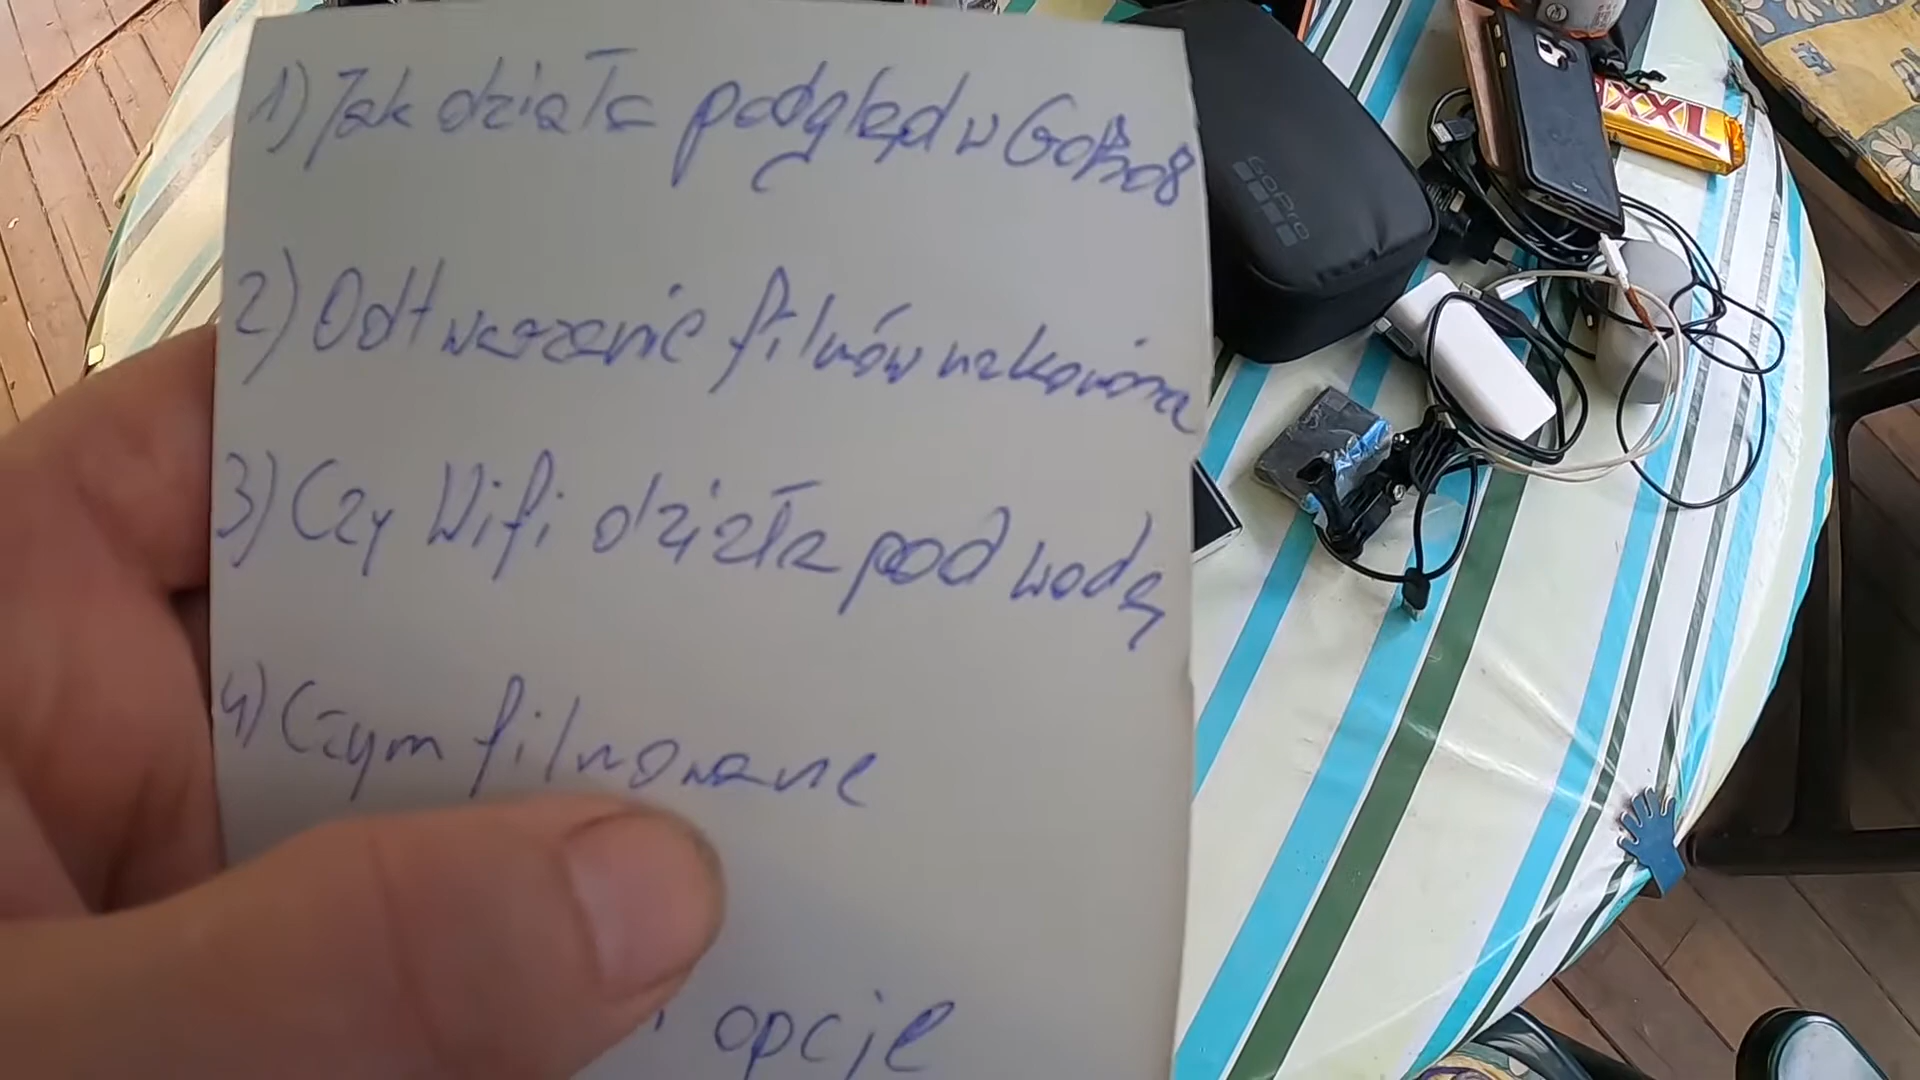 1) Jak działa podgląd w GoPro8
2) Odtwarzanie filmów na kompie
3) Czy Wifi działa pod wodą
4) Czym filmowane
opcje
GoPro
XXL